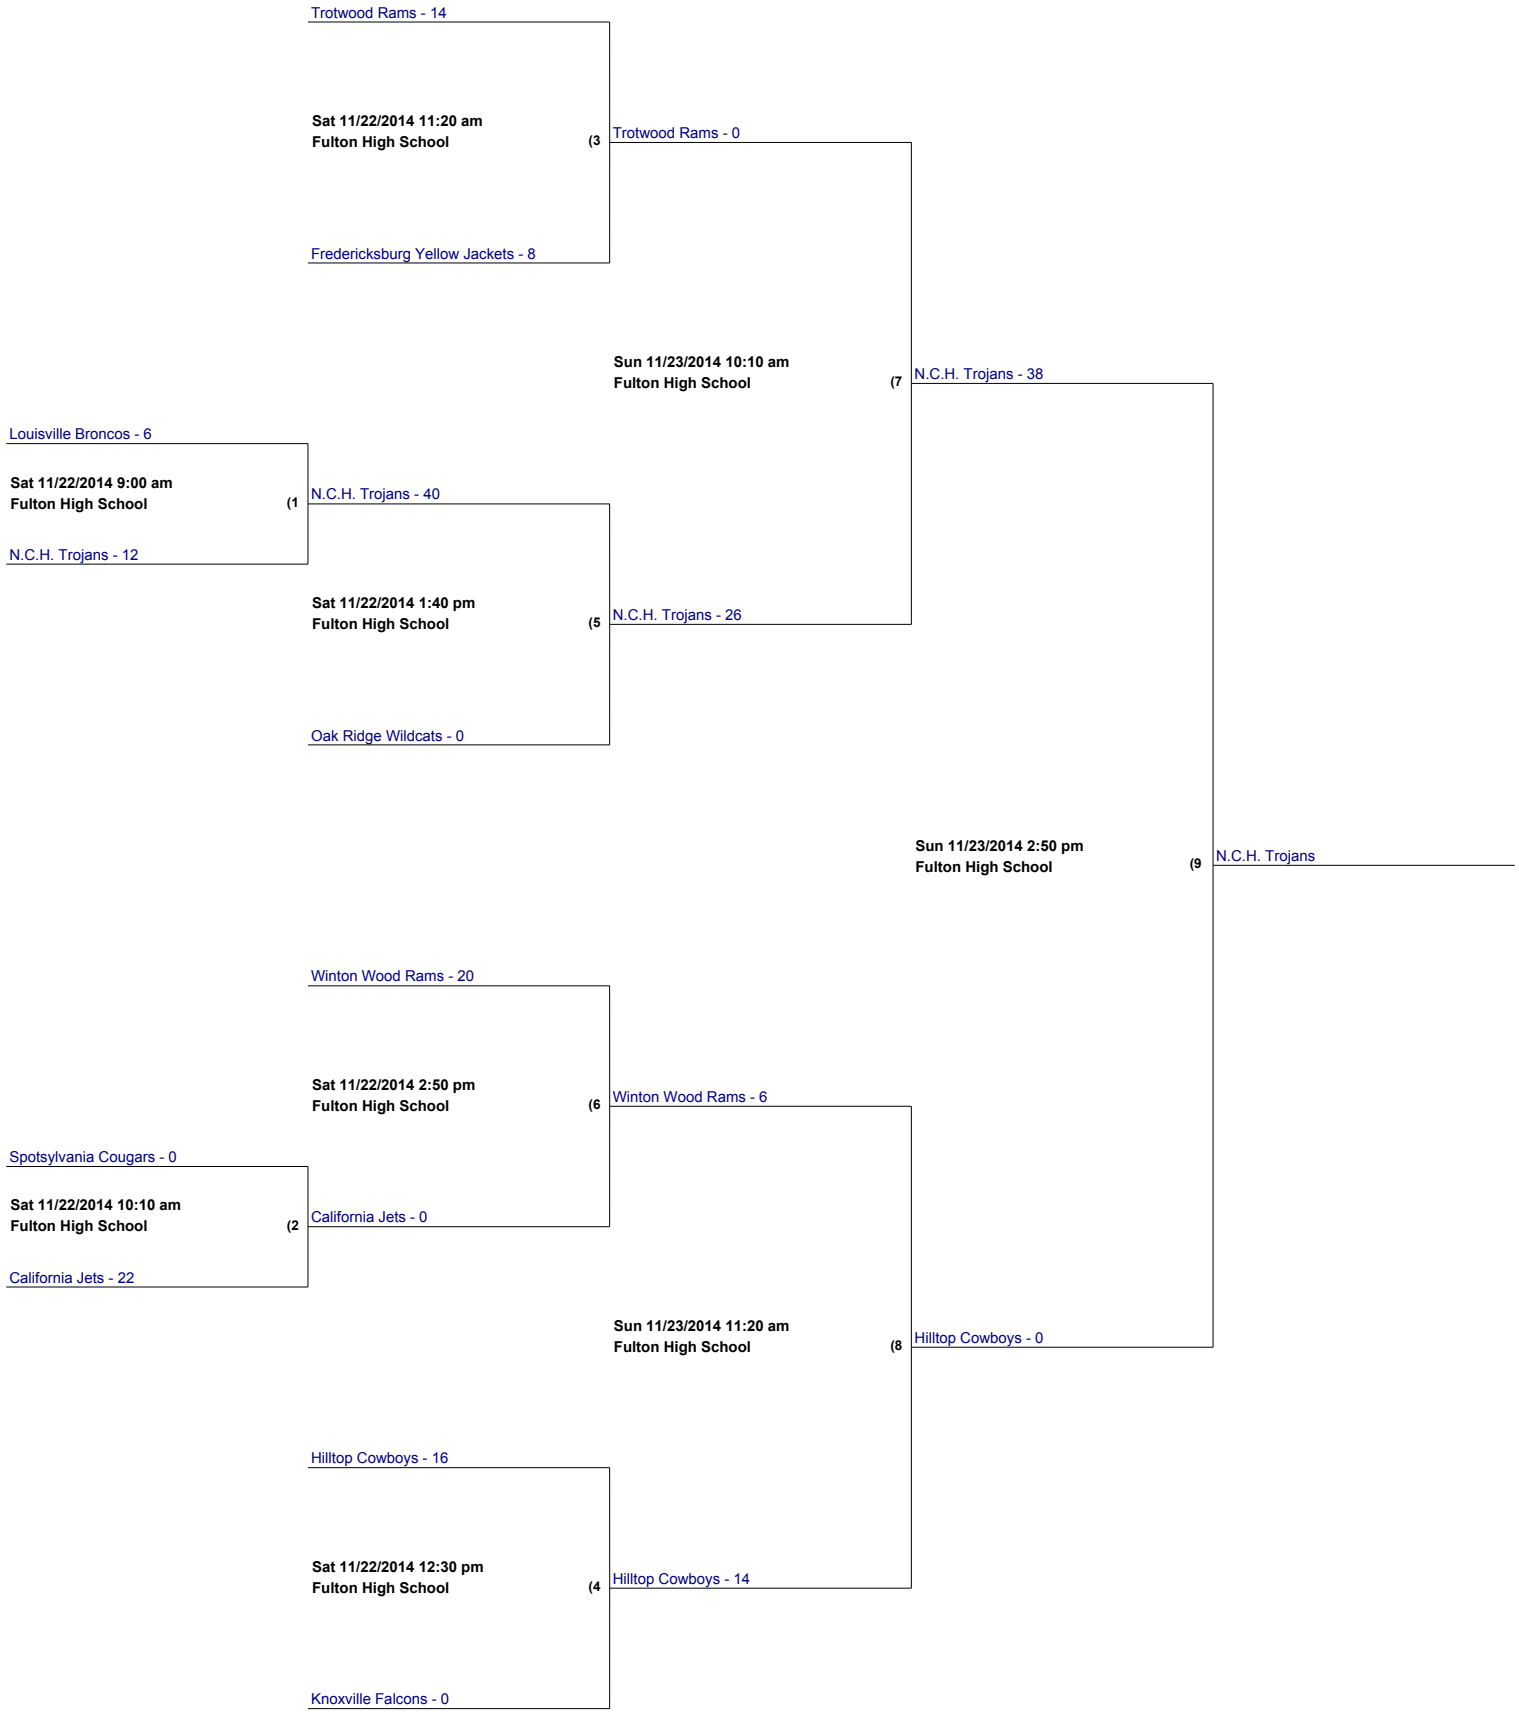 Trotwood Rams - 14
Sat 11/22/2014 11:20 am
Fulton High School
(3
Trotwood Rams - 0
Fredericksburg Yellow Jackets - 8
Sun 11/23/2014 10:10 am
Fulton High School
(7
N.C.H. Trojans - 38
Louisville Broncos - 6
Sat 11/22/2014 9:00 am
Fulton High School
(1
N.C.H. Trojans - 40
N.C.H. Trojans - 12
Sat 11/22/2014 1:40 pm
Fulton High School
(5
N.C.H. Trojans - 26
Oak Ridge Wildcats - 0
Sun 11/23/2014 2:50 pm
Fulton High School
(9
N.C.H. Trojans
Winton Wood Rams - 20
Sat 11/22/2014 2:50 pm
Fulton High School
(6
Winton Wood Rams - 6
Spotsylvania Cougars - 0
Sat 11/22/2014 10:10 am
Fulton High School
(2
California Jets - 0
California Jets - 22
Sun 11/23/2014 11:20 am
Fulton High School
(8
Hilltop Cowboys - 0
Hilltop Cowboys - 16
Sat 11/22/2014 12:30 pm
Fulton High School
(4
Hilltop Cowboys - 14
Knoxville Falcons - 0